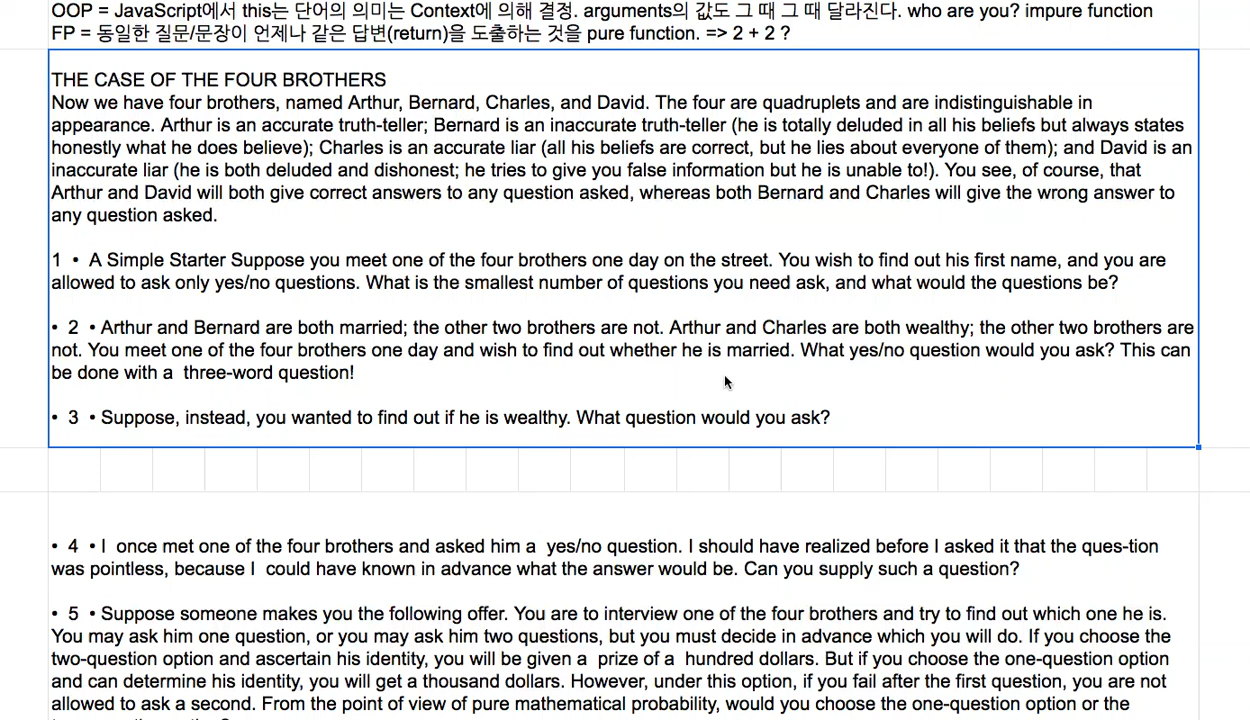 OOP = JavaScript에서 this는 단어의 의미는 Context에 의해 결정. arguments의 값도 그 때 그 때 달라진다. who are you? impure function
FP = 동일한 질문/문장이 언제나 같은 답변(return)을 도출하는 것을 pure function. => 2 + 2 ?
THE CASE OF THE FOUR BROTHERS
Now we have four brothers, named Arthur, Bernard, Charles, and David. The four are quadruplets and are indistinguishable in
appearance. Arthur is an accurate truth-teller; Bernard is an inaccurate truth-teller (he is totally deluded in all his beliefs but always states
honestly what he does believe); Charles is an accurate liar (all his beliefs are correct, but he lies about everyone of them); and David is an
inaccurate liar (he is both deluded and dishonest; he tries to give you false information but he is unable to!). You see, of course, that
Arthur and David will both give correct answers to any question asked, whereas both Bernard and Charles will give the wrong answer to
any question asked.
1 • A Simple Starter Suppose you meet one of the four brothers one day on the street. You wish to find out his first name, and you are
allowed to ask only yes/no questions. What is the smallest number of questions you need ask, and what would the questions be?
• 2 • Arthur and Bernard are both married; the other two brothers are not. Arthur and Charles are both wealthy; the other two brothers are
not. You meet one of the four brothers one day and wish to find out whether he is married. What yes/no question would you ask? This can
be done with a three-word question!
• 3 • Suppose, instead, you wanted to find out if he is wealthy. What question would you ask?
• 4 • I once met one of the four brothers and asked him a yes/no question. I should have realized before I asked it that the ques-tion
was pointless, because I could have known in advance what the answer would be. Can you supply such a question?
• 5 • Suppose someone makes you the following offer. You are to interview one of the four brothers and try to find out which one he is.
You may ask him one question, or you may ask him two questions, but you must decide in advance which you will do. If you choose the
two-question option and ascertain his identity, you will be given a prize of a hundred dollars. But if you choose the one-question option
and can determine his identity, you will get a thousand dollars. However, under this option, if you fail after the first question, you are not
allowed to ask a second. From the point of view of pure mathematical probability, would you choose the one-question option or the